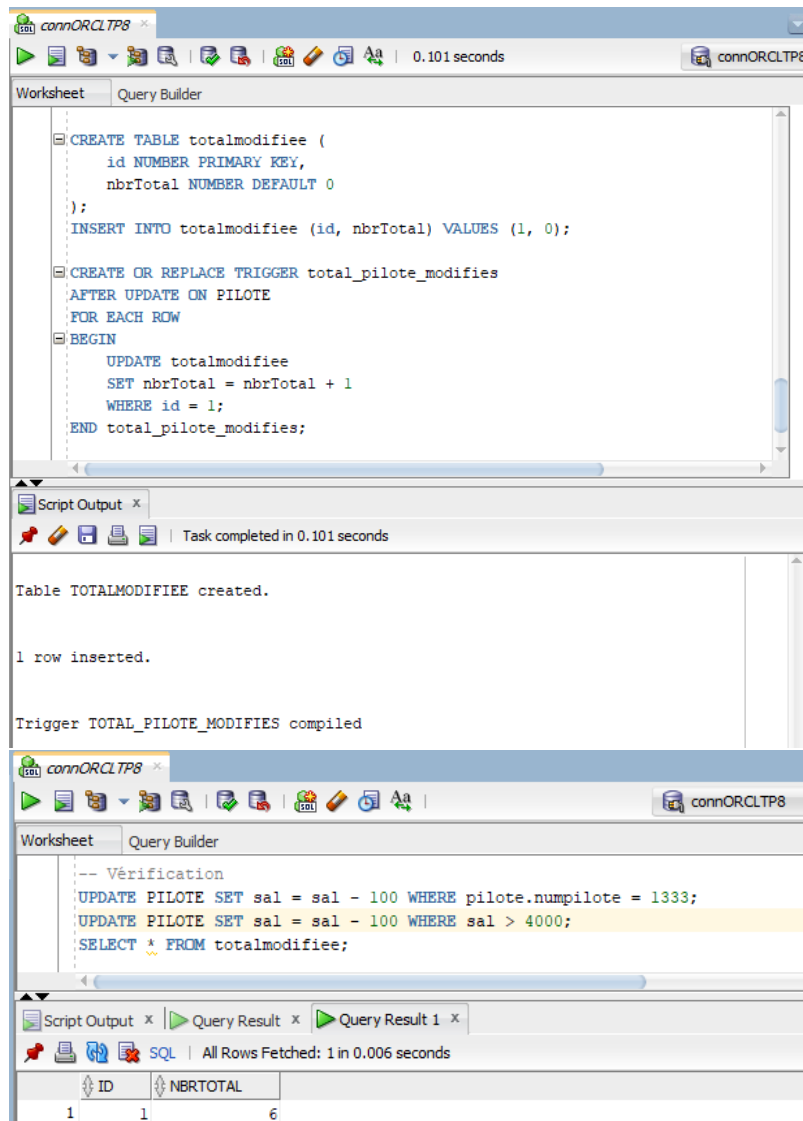 connORCLTP8
0.101 seconds
connORCLTP8
Worksheet Query Builder
CREATE TABLE totalmodifiee (
id NUMBER PRIMARY KEY,
nbrTotal NUMBER DEFAULT 0
);
INSERT INTO totalmodifiee (id, nbrTotal) VALUES (1, 0);
CREATE OR REPLACE TRIGGER total_pilote_modifies
AFTER UPDATE ON PILOTE
FOR EACH ROW
BEGIN
UPDATE totalmodifiee
SET nbrTotal = nbrTotal + 1
WHERE id = 1;
END total_pilote_modifies;
Script Output x
Task completed in 0.101 seconds
Table TOTALMODIFIEE created.
1 row inserted.
Trigger TOTAL_PILOTE_MODIFIES compiled
connORCLTP8
connORCLTP8
Worksheet Query Builder
-- Vérification
UPDATE PILOTE SET sal = sal - 100 WHERE pilote.numpilote = 1333;
UPDATE PILOTE SET sal = sal - 100 WHERE sal > 4000;
SELECT * FROM totalmodifiee;
Script Output x Query Result x Query Result 1 x
SQL | All Rows Fetched: 1 in 0.006 seconds
ID NBRTOTAL
1 1 6